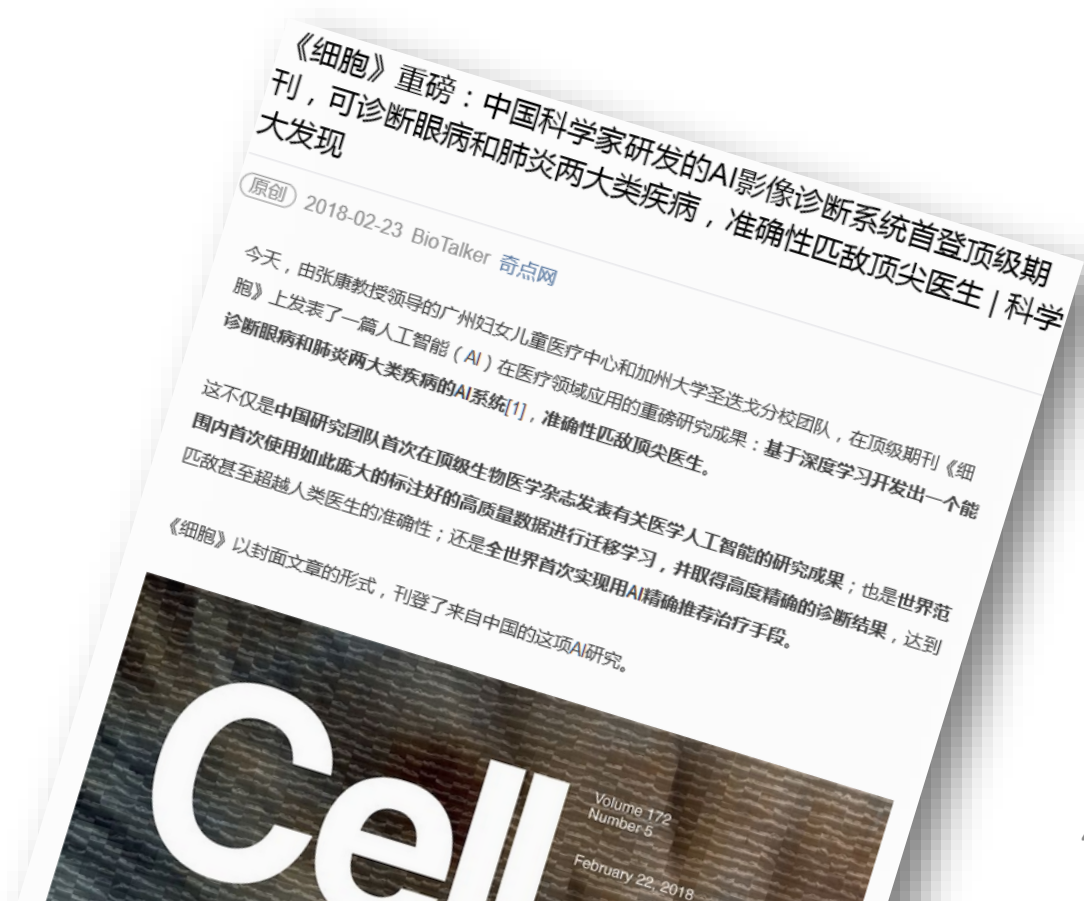 《细胞》重磅：中国科学家研发的AI影像诊断系统首登顶级期
刊，可诊断眼病和肺炎两大类疾病，准确性匹敌顶尖医生 | 科学
大发现
原创 2018-02-23 BioTalker 奇点网
今天，由张康教授领导的广州妇女儿童医疗中心和加州大学圣迭戈分校团队，在顶级期刊《细
胞》上发表了一篇人工智能（AI）在医疗领域应用的重磅研究成果：基于深度学习开发出一个能
诊断眼病和肺炎两大类疾病的AI系统[1]，准确性匹敌顶尖医生。
这不仅是中国研究团队首次在顶级生物医学杂志发表有关医学人工智能的研究成果；也是世界范
围内首次使用如此庞大的标注好的高质量数据进行迁移学习，并取得高度精确的诊断结果，达到
匹敌甚至超越人类医生的准确性；还是全世界首次实现用AI精确推荐治疗手段。
《细胞》以封面文章的形式，刊登了来自中国的这项AI研究。
Cell
Volume 172
Number 5
February 22, 2018